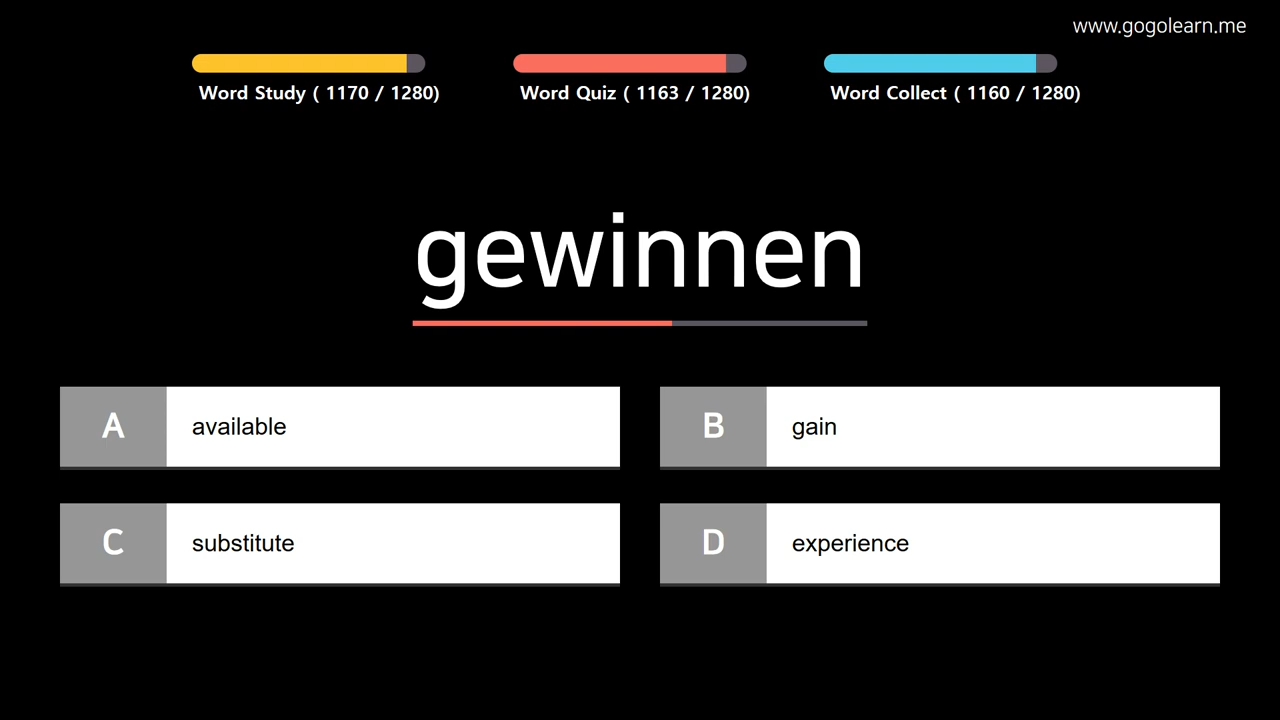 www.gogolearn.me
Word Study ( 1170 / 1280)
Word Quiz ( 1163 / 1280)
Word Collect ( 1160 / 1280)
gewinnen
A available
B gain
C substitute
D experience